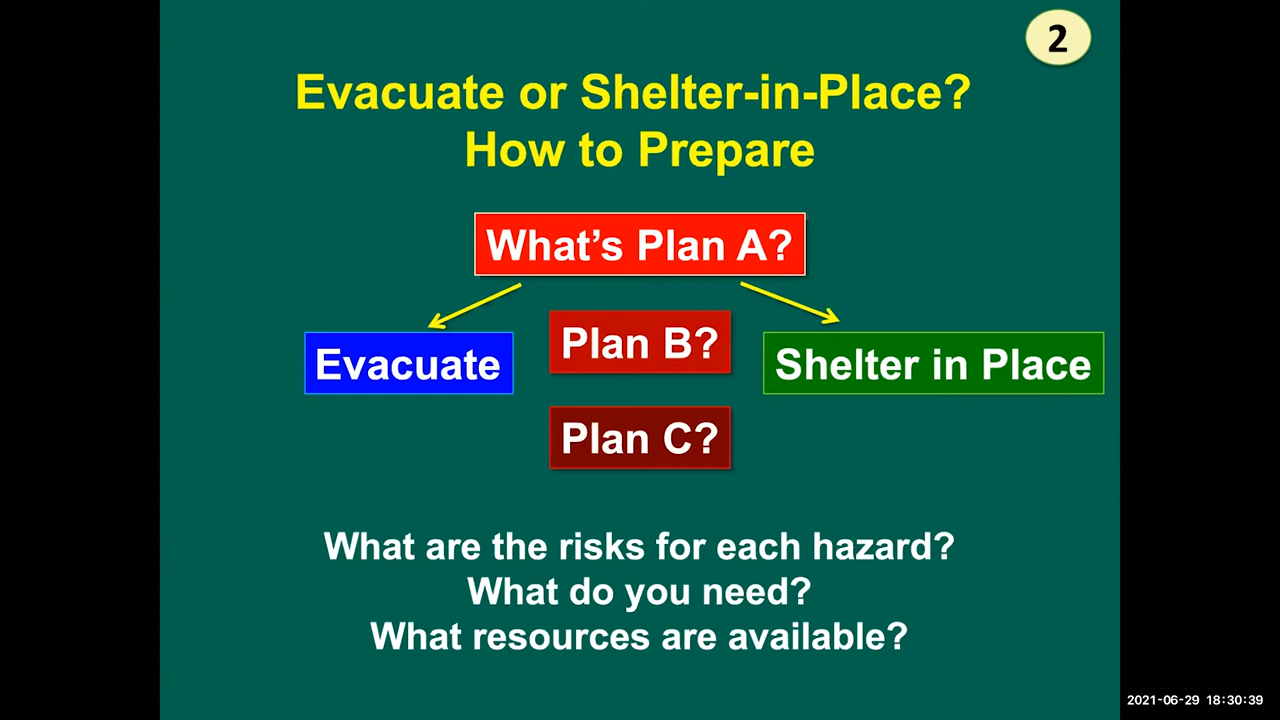 2
Evacuate or Shelter-in-Place?
How to Prepare
What’s Plan A?
Evacuate
Plan B?
Shelter in Place
Plan C?
What are the risks for each hazard?
What do you need?
What resources are available?
2021-06-29 18:30:39